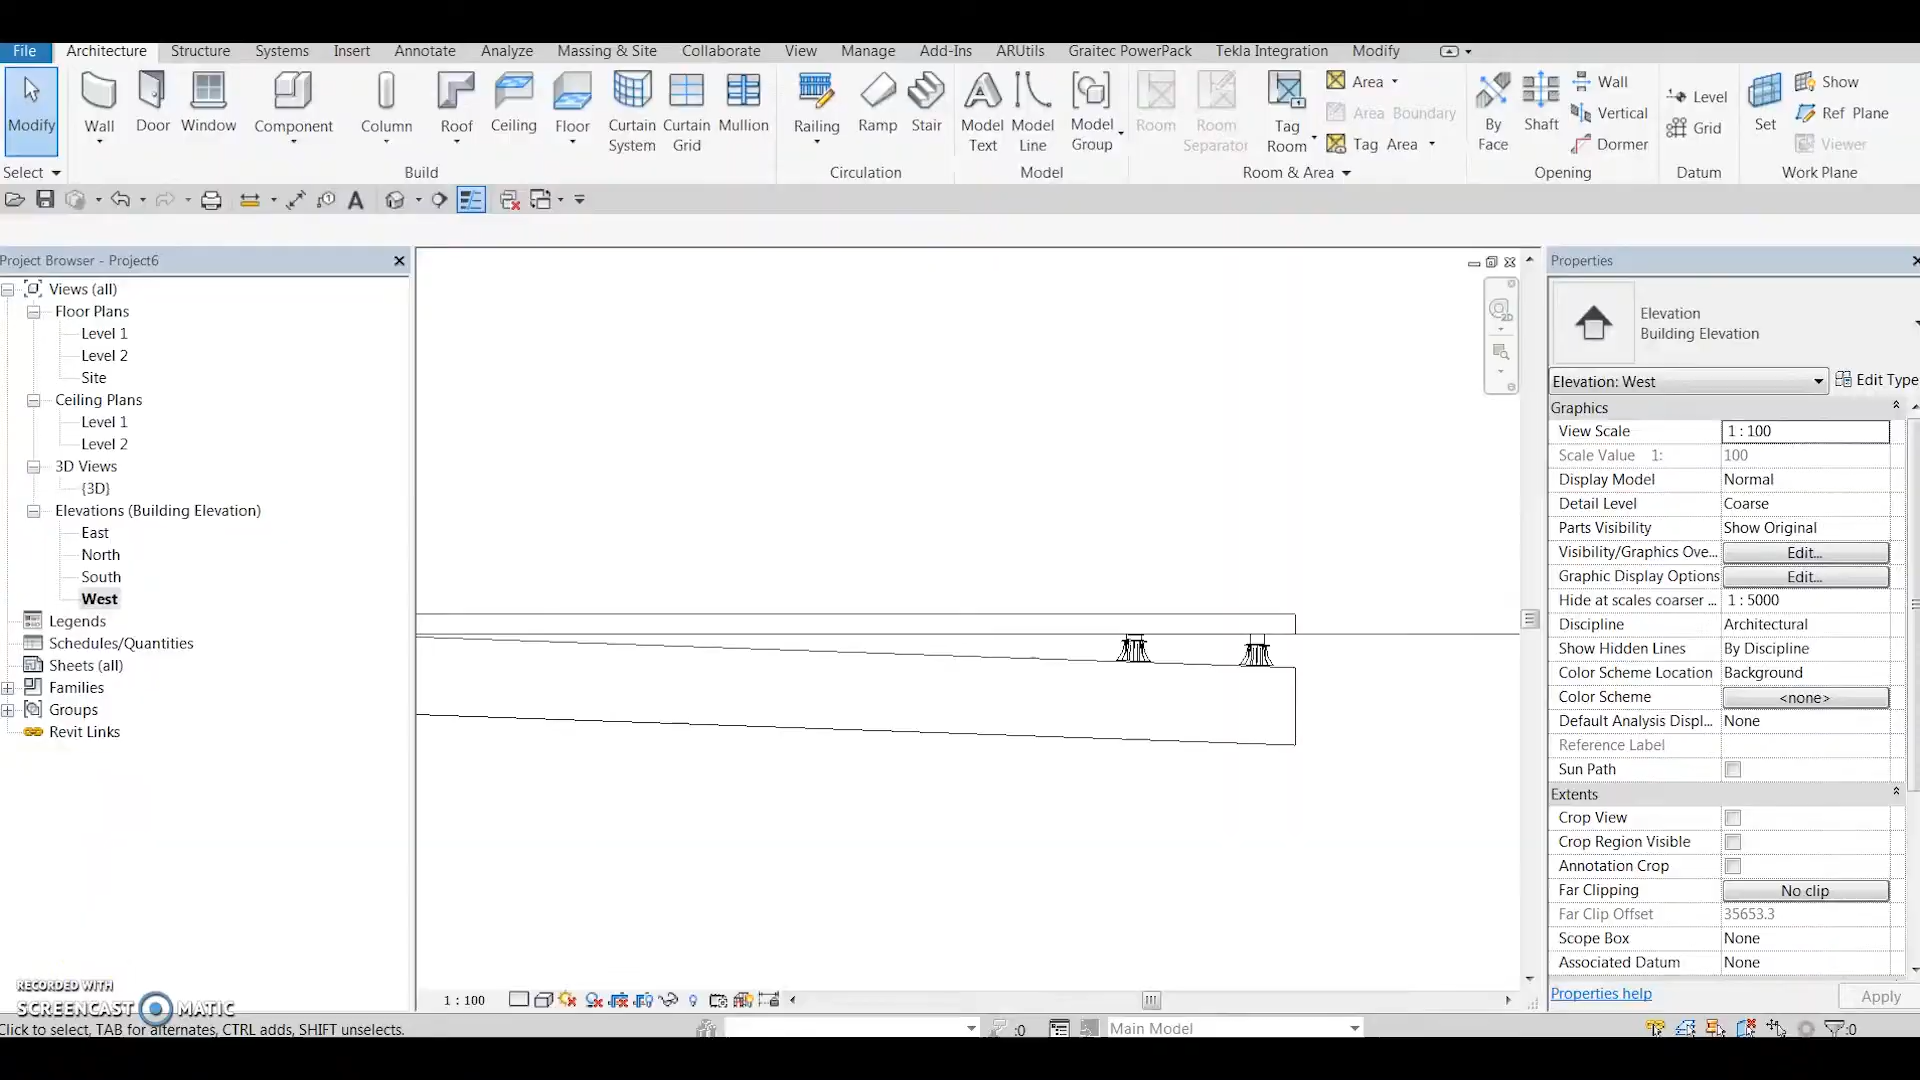 File Architecture Structure Systems Insert Annotate Analyze Massing & Site Collaborate View Manage Add-Ins ARUtils Graitec PowerPack Tekla Integration Modify
Modify Wall Door Window Component Column Roof Ceiling Floor Curtain System Curtain Grid Mullion Railing Ramp Stair Model Text Model Line Model Group Room Room Separator Tag Room Area Area Boundary Tag Area By Face Shaft Wall Vertical Dormer Level Grid Set Show Ref Plane Viewer
Select Build Circulation Model Room & Area Opening Datum Work Plane
Project Browser - Project6
Views (all)
Floor Plans
Level 1
Level 2
Site
Ceiling Plans
Level 1
Level 2
3D Views
{3D}
Elevations (Building Elevation)
East
North
South
West
Legends
Schedules/Quantities
Sheets (all)
Families
Groups
Revit Links
2D
Properties
Elevation
Building Elevation
Elevation: West Edit Type
Graphics
View Scale 1 : 100
Scale Value 1: 100
Display Model Normal
Detail Level Coarse
Parts Visibility Show Original
Visibility/Graphics Ove... Edit...
Graphic Display Options Edit...
Hide at scales coarser ... 1 : 5000
Discipline Architectural
Show Hidden Lines By Discipline
Color Scheme Location Background
Color Scheme <none>
Default Analysis Displ... None
Reference Label
Sun Path
Extents
Crop View
Crop Region Visible
Annotation Crop
Far Clipping No clip
Far Clip Offset 35653.3
Scope Box None
Associated Datum None
Properties help Apply
RECORDED WITH
SCREENCAST MATIC
1 : 100
Click to select, TAB for alternates, CTRL adds, SHIFT unselects. :0 Main Model :0